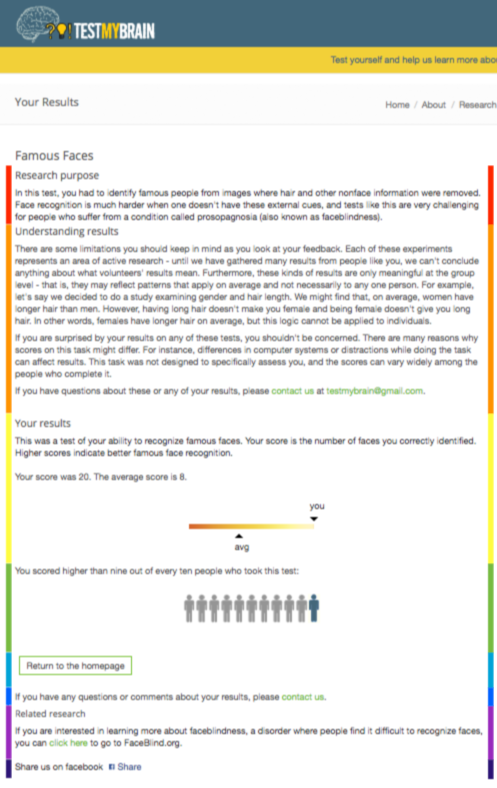 TESTMYBRAIN
Test yourself and help us learn more abo
Your Results
Home / About / Research
Famous Faces
Research purpose
In this test, you had to identify famous people from images where hair and other nonface information were removed.
Face recognition is much harder when one doesn't have these external cues, and tests like this are very challenging
for people who suffer from a condition called prosopagnosia (also known as faceblindness).
Understanding results
There are some limitations you should keep in mind as you look at your feedback. Each of these experiments
represents an area of active research - until we have gathered many results from people like you, we can't conclude
anything about what volunteers' results mean. Furthermore, these kinds of results are only meaningful at the group
level - that is, they may reflect patterns that apply on average and not necessarily to any one person. For example,
let's say we decided to do a study examining gender and hair length. We might find that, on average, women have
longer hair than men. However, having long hair doesn't make you female and being female doesn't give you long
hair. In other words, females have longer hair on average, but this logic cannot be applied to individuals.
If you are surprised by your results on any of these tests, you shouldn't be concerned. There are many reasons why
scores on this task might differ. For instance, differences in computer systems or distractions while doing the task
can affect results. This task was not designed to specifically assess you, and the scores can vary widely among the
people who complete it.
If you have questions about these or any of your results, please contact us at testmybrain@gmail.com.
Your results
This was a test of your ability to recognize famous faces. Your score is the number of faces you correctly identified.
Higher scores indicate better famous face recognition.
Your score was 20. The average score is 8.
you
avg
You scored higher than nine out of every ten people who took this test:
Return to the homepage
If you have any questions or comments about your results, please contact us.
Related research
If you are interested in learning more about faceblindness, a disorder where people find it difficult to recognize faces,
you can click here to go to FaceBlind.org.
Share us on facebook Share